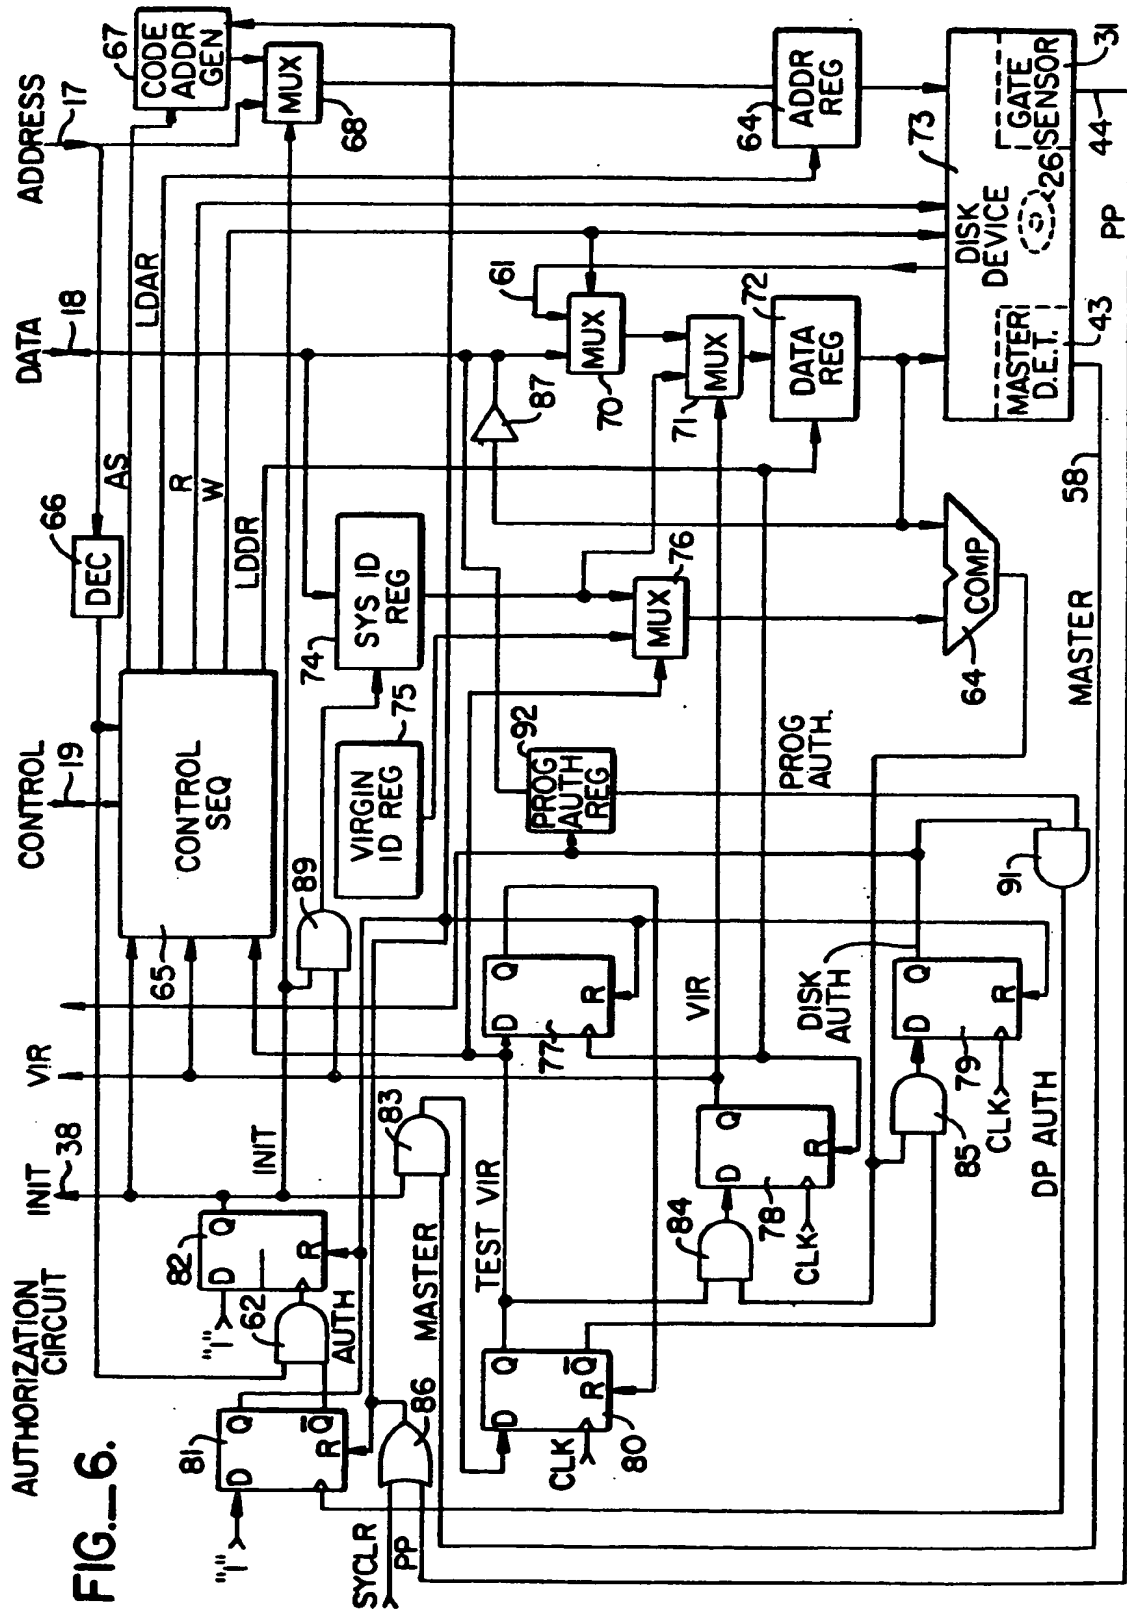 FIG._6.
AUTHORIZATION
CIRCUIT
INIT
38
VIR
CONTROL
19
DATA
18
ADDRESS
17
67
CODE
ADDR
GEN
MUX
68
66
DEC
AS
LDAR
R
W
LDDR
65
CONTROL
SEQ
INIT
"1"
82
D
Q
R
62
AUTH
"1"
81
D
Q
Q̅
R
86
SYCLR
PP
MASTER
83
89
74
SYS ID
REG
75
VIRGIN
ID REG
92
PROG
AUTH
REG
87
61
MUX
70
MUX
71
72
DATA
REG
64
ADDR
REG
76
MUX
TEST VIR
D
Q
77
R
D
Q
Q̅
R
CLK
80
84
VIR
D
Q
78
R
CLK
DISK
AUTH
D
Q
79
R
CLK
85
DP AUTH
91
PROG
AUTH.
COMP
64
MASTER
58
73
DISK
DEVICE
26
GATE
SENSOR
31
MASTER
D.E.T.
43
44
PP